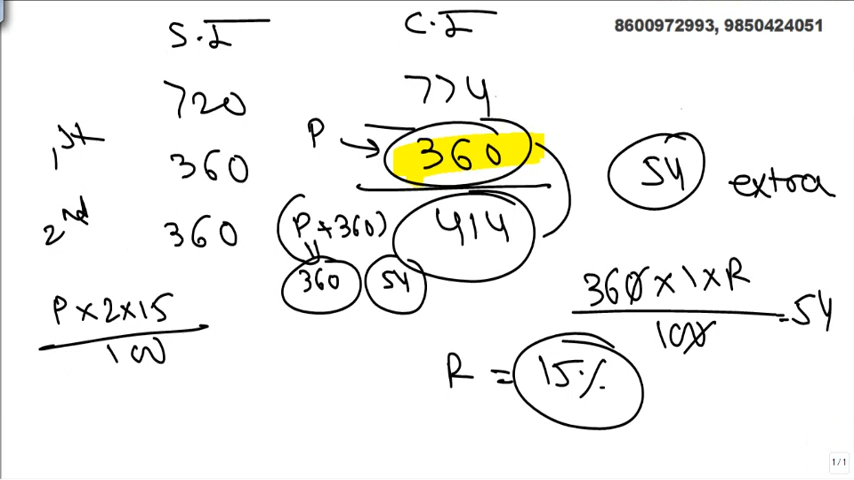 8600972993, 9850424051
S.I C.I
720 774
1st 360 P → 360 54 extra
2nd 360 (P + 360) 414
360 54
P × 2 × 15 / 100
360 × 1 × R / 100 = 54
R = 15%
1/1